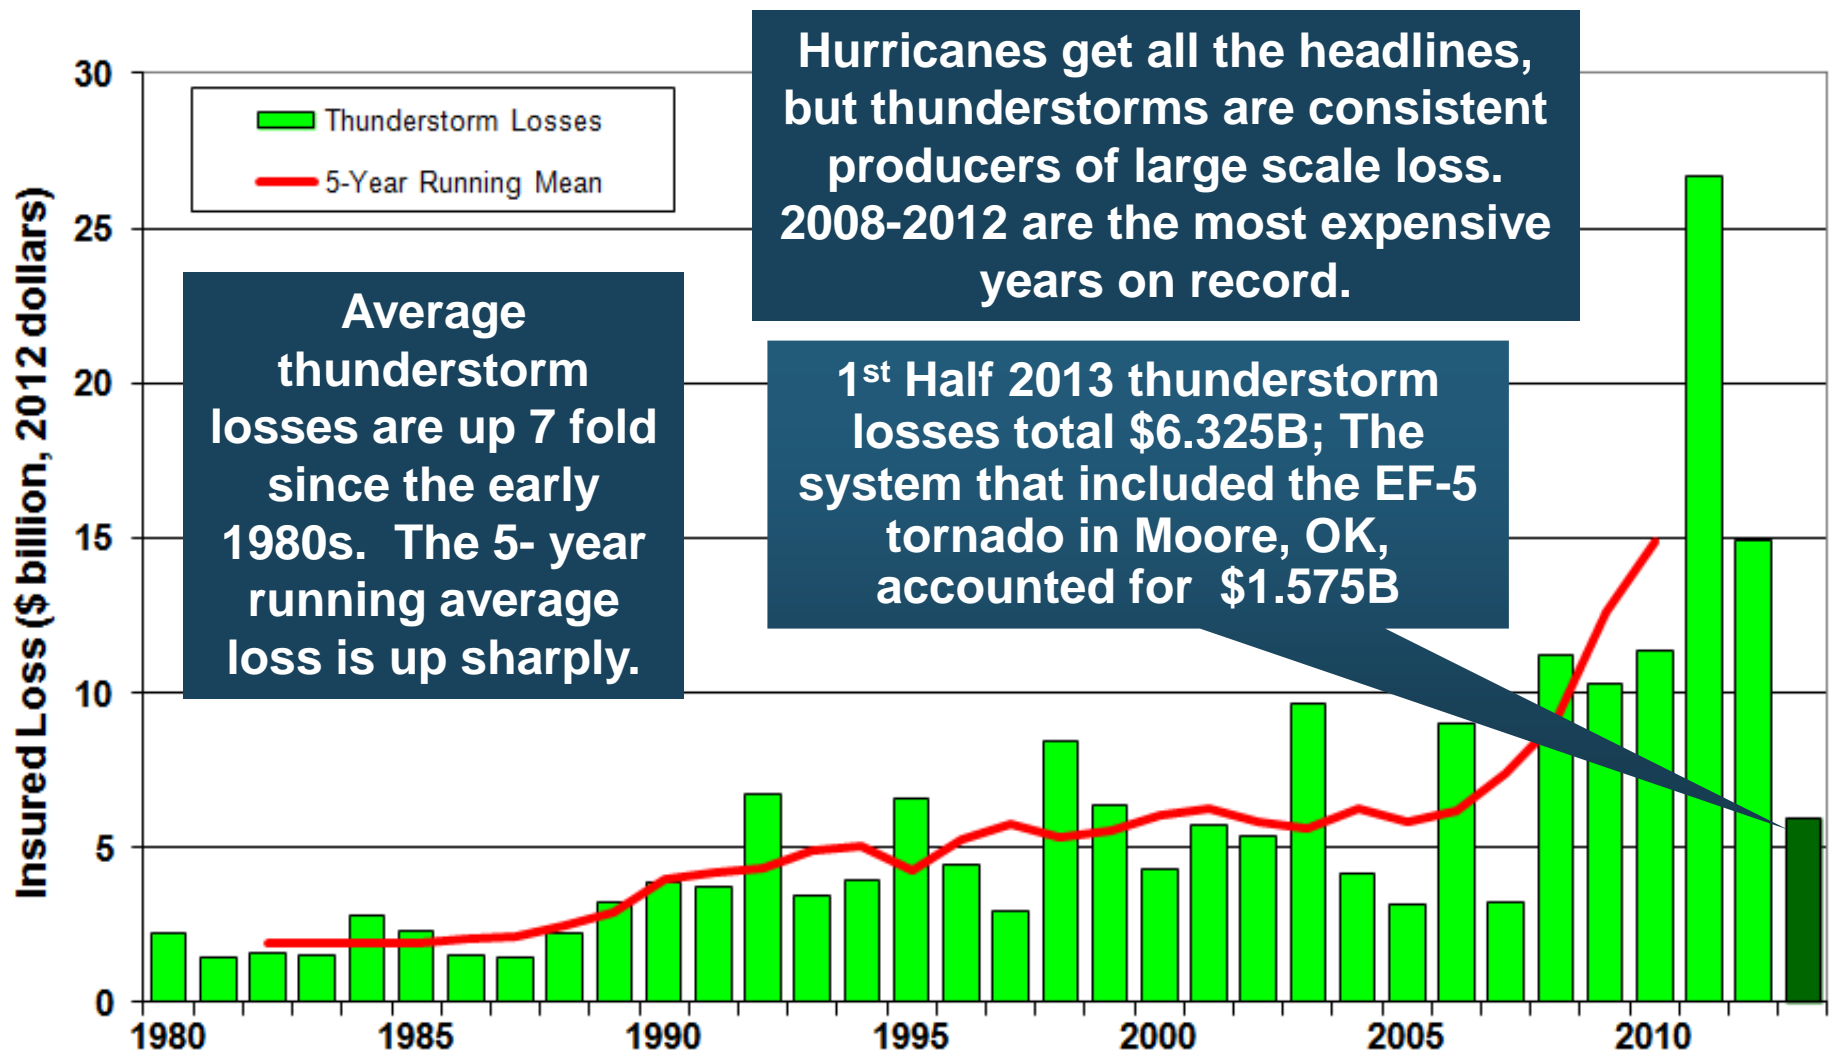 Hurricanes get all the headlines,
but thunderstorms are consistent
producers of large scale loss.
2008-2012 are the most expensive
years on record.
Thunderstorm Losses
5-Year Running Mean
Average
thunderstorm
losses are up 7 fold
since the early
1980s.  The 5- year
running average
loss is up sharply.
1st Half 2013 thunderstorm
losses total $6.325B; The
system that included the EF-5
tornado in Moore, OK,
accounted for  $1.575B
Insured Loss ($ billion, 2012 dollars)
30
25
20
15
10
5
0
1980 1985 1990 1995 2000 2005 2010